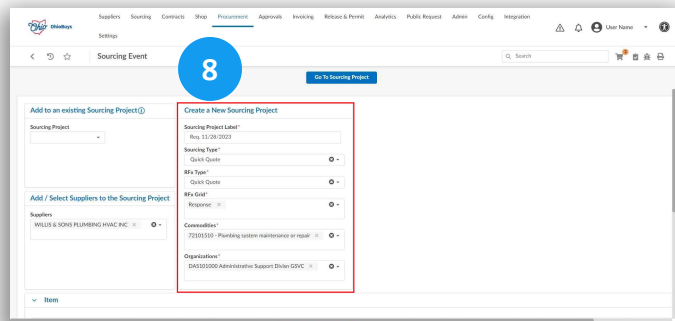 Ohio OhioBuys
Suppliers Sourcing Contracts Shop Procurement Approvals Invoicing Release & Permit Analytics Public Request Admin Config Integration
Settings
User Name
Sourcing Event
Search
8
Go To Sourcing Project
Add to an existing Sourcing Project
Sourcing Project
Create a New Sourcing Project
Sourcing Project Label*
Req. 11/28/2023
Sourcing Type*
Quick Quote
RFx Type*
Quick Quote
RFx Grid*
Response
Add / Select Suppliers to the Sourcing Project
Suppliers
WILLIS & SONS PLUMBING HVAC INC
Commodities*
72101510 - Plumbing system maintenance or repair
Organizations*
DAS101000 Administrative Support Divisn GSVC
Item